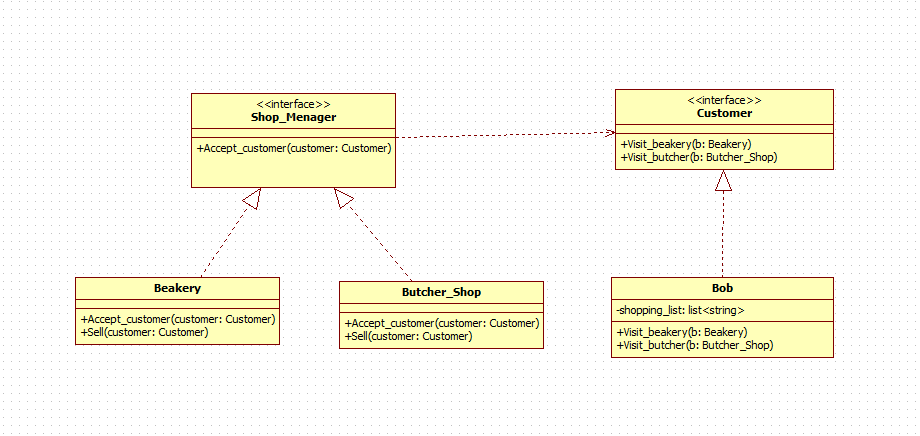 <<interface>>
Shop_Menager
+Accept_customer(customer: Customer)
<<interface>>
Customer
+Visit_beakery(b: Beakery)
+Visit_butcher(b: Butcher_Shop)
Beakery
+Accept_customer(customer: Customer)
+Sell(customer: Customer)
Butcher_Shop
+Accept_customer(customer: Customer)
+Sell(customer: Customer)
Bob
-shopping_list: list<string>
+Visit_beakery(b: Beakery)
+Visit_butcher(b: Butcher_Shop)